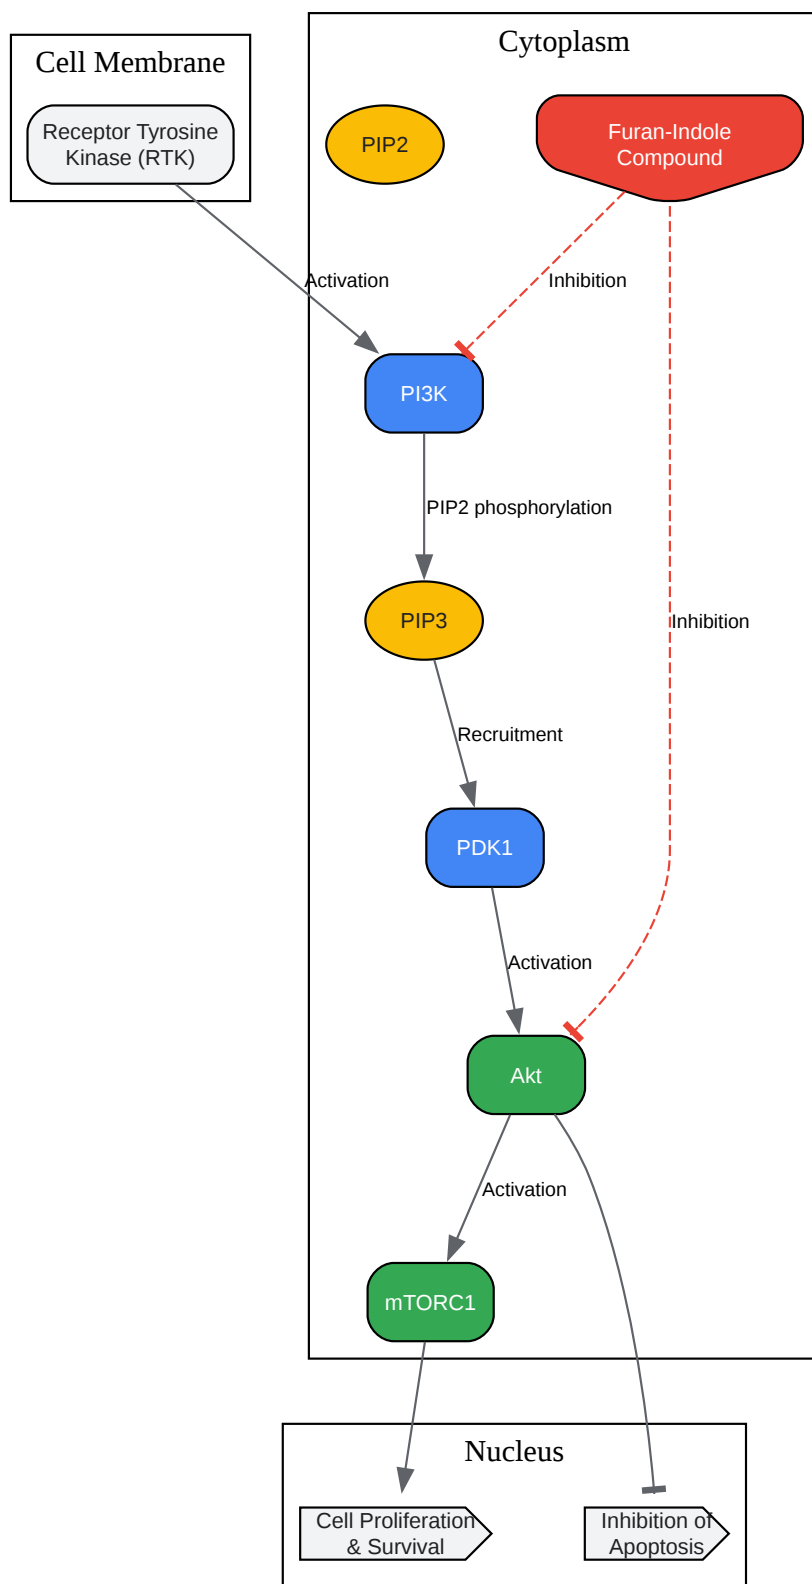 Cytoplasm
Cell Membrane
Receptor Tyrosine
Kinase (RTK)
PIP2
Furan-Indole
Compound
Activation
Inhibition
PI3K
PIP2 phosphorylation
PIP3
Inhibition
Recruitment
PDK1
Activation
Akt
Activation
mTORC1
Nucleus
Cell Proliferation
& Survival
Inhibition of
Apoptosis